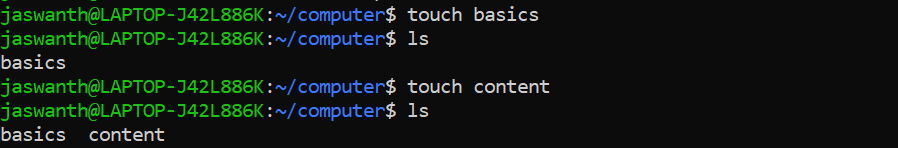 jaswanth@LAPTOP-J42L886K:~/computer$ touch basics
jaswanth@LAPTOP-J42L886K:~/computer$ ls
basics
jaswanth@LAPTOP-J42L886K:~/computer$ touch content
jaswanth@LAPTOP-J42L886K:~/computer$ ls
basics  content